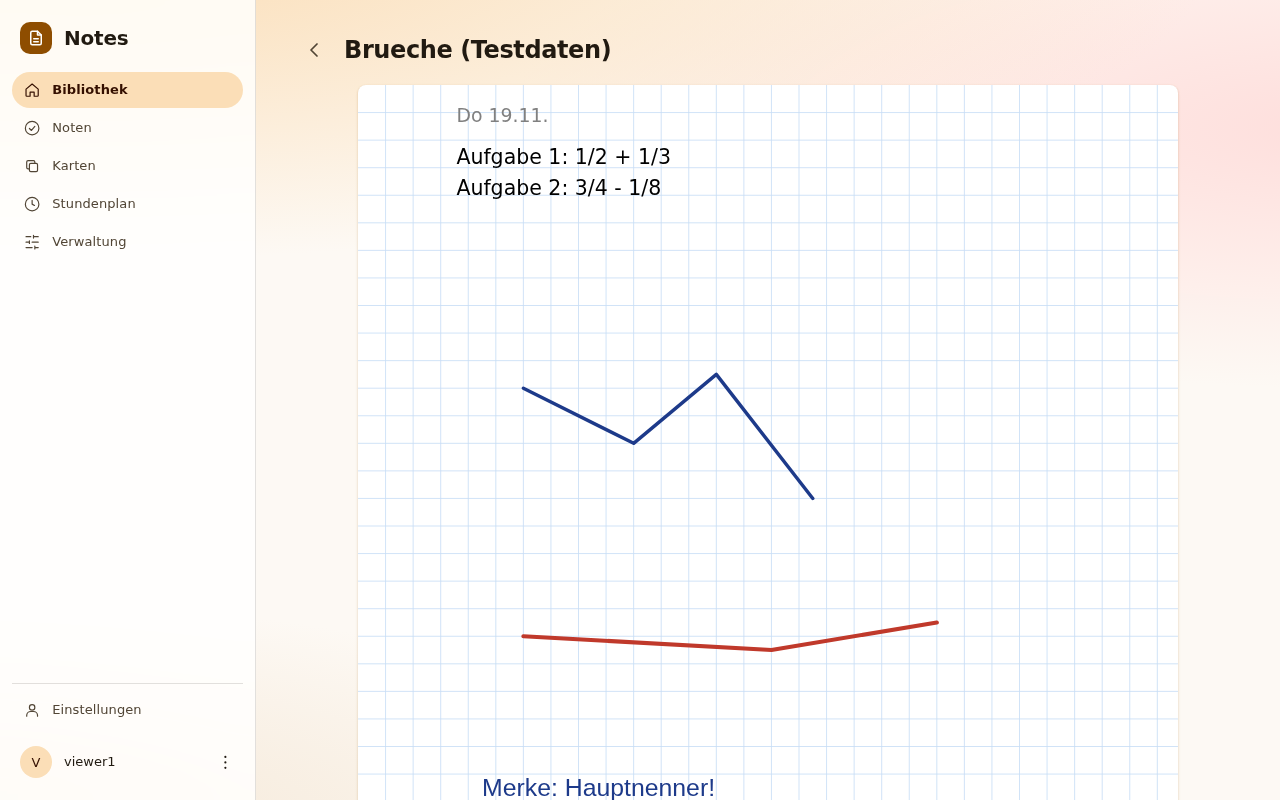 Notes
Bibliothek
Noten
Karten
Stundenplan
Verwaltung
Einstellungen
V
viewer1
Brueche (Testdaten)
Do 19.11.
Aufgabe 1: 1/2 + 1/3
Aufgabe 2: 3/4 - 1/8
Merke: Hauptnenner!